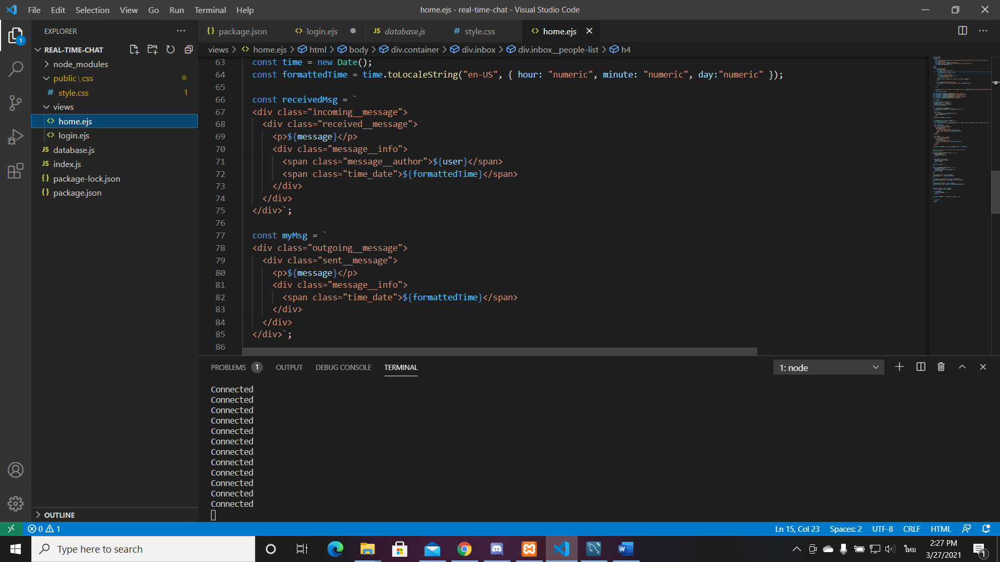 File Edit Selection View Go Run Terminal Help
home.ejs - real-time-chat - Visual Studio Code
EXPLORER
package.json
login.ejs
JS database.js
# style.css
home.ejs
REAL-TIME-CHAT
node_modules
public\css
# style.css 1
views
home.ejs
login.ejs
JS database.js
JS index.js
{} package-lock.json
{} package.json
OUTLINE
1
views > home.ejs > html > body > div.container > div.inbox > div.inbox__people-list > h4
63 const time = new Date();
64 const formattedTime = time.toLocaleString("en-US", { hour: "numeric", minute: "numeric", day:"numeric" });
65
66 const receivedMsg = `
67 <div class="incoming__message">
68 <div class="received__message">
69 <p>${message}</p>
70 <div class="message__info">
71 <span class="message__author">${user}</span>
72 <span class="time_date">${formattedTime}</span>
73 </div>
74 </div>
75 </div>`;
76
77 const myMsg = `
78 <div class="outgoing__message">
79 <div class="sent__message">
80 <p>${message}</p>
81 <div class="message__info">
82 <span class="time_date">${formattedTime}</span>
83 </div>
84 </div>
85 </div>`;
86
PROBLEMS 1 OUTPUT DEBUG CONSOLE TERMINAL
1: node
Connected
Connected
Connected
Connected
Connected
Connected
Connected
Connected
Connected
Connected
Connected
Connected
0 1
Ln 15, Col 23 Spaces: 2 UTF-8 CRLF HTML
Type here to search
ไทย
2:27 PM
3/27/2021
1